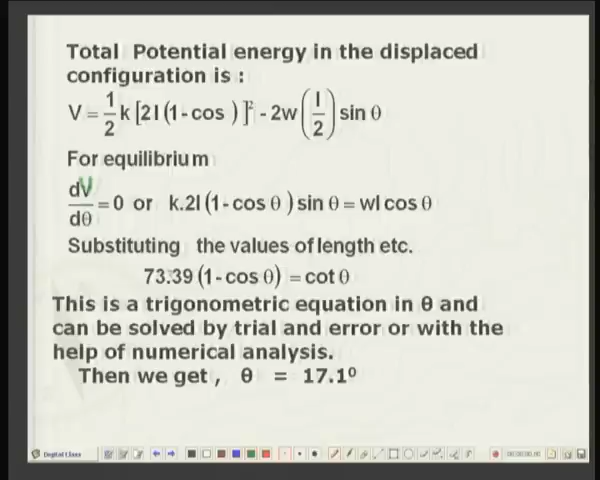 Total Potential energy in the displaced
configuration is :
V = 1/2 k [2l (1 - cos )]² - 2w (l/2) sin θ
For equilibrium
dV/dθ = 0 or k.2l (1 - cos θ ) sin θ = wl cos θ
Substituting the values of length etc.
73.39 (1 - cos θ) = cot θ
This is a trigonometric equation in θ and
can be solved by trial and error or with the
help of numerical analysis.
Then we get , θ = 17.1⁰